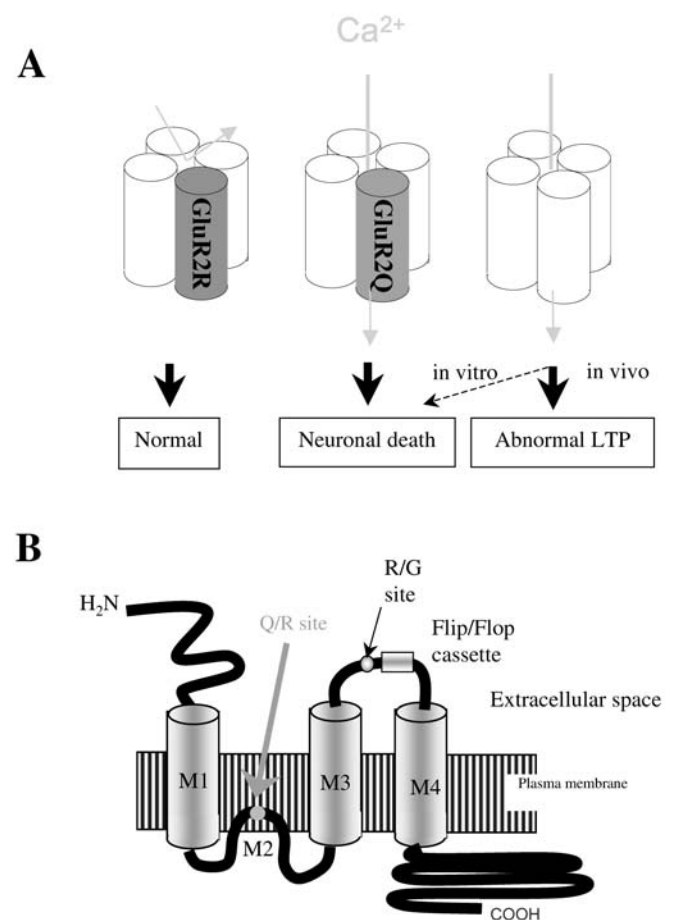 Ca²⁺
A
GluR2R
GluR2Q
in vitro
in vivo
Normal
Neuronal death
Abnormal LTP
B
R/G
site
H₂N
Q/R site
Flip/Flop
cassette
Extracellular space
M1
M3
M4
Plasma membrane
M2
COOH